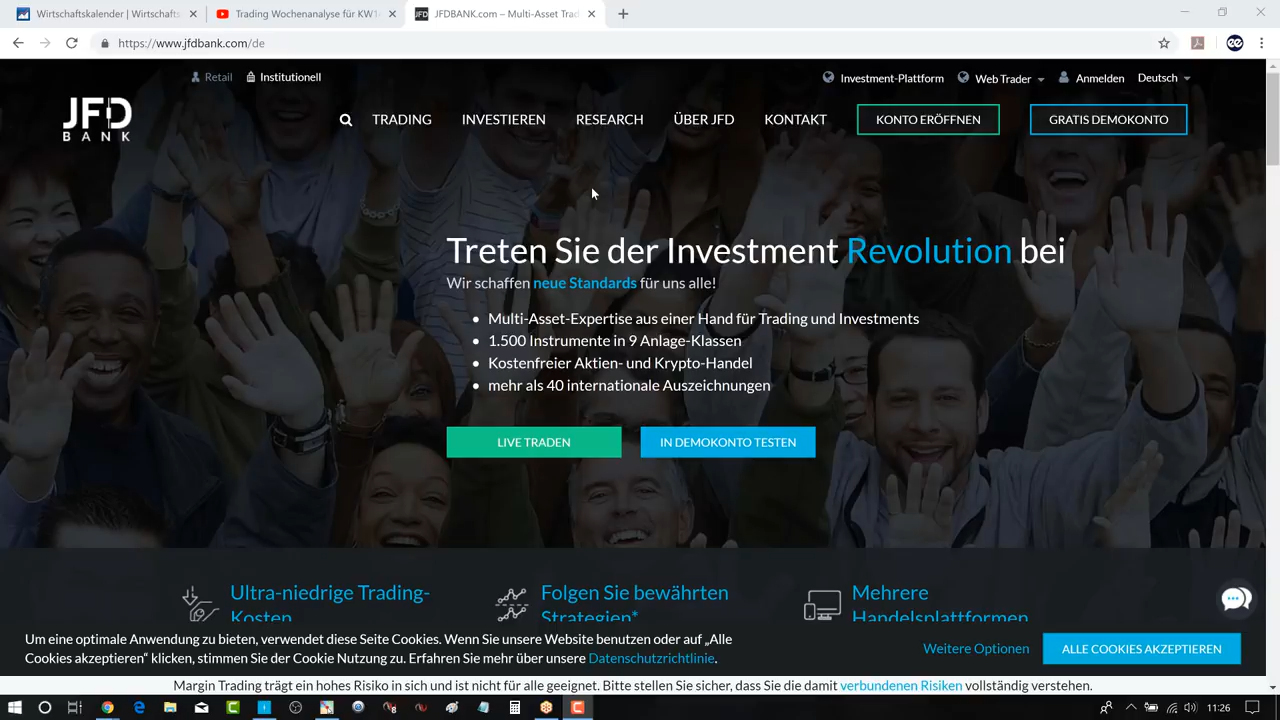 Wirtschaftskalender | Wirtschafts
Trading Wochenanalyse für KW14
JFDBANK.com – Multi-Asset Trad
https://www.jfdbank.com/de
Retail
Institutionell
Investment-Plattform
Web Trader
Anmelden
Deutsch
JFD
BANK
TRADING
INVESTIEREN
RESEARCH
ÜBER JFD
KONTAKT
KONTO ERÖFFNEN
GRATIS DEMOKONTO
Treten Sie der Investment Revolution bei
Wir schaffen neue Standards für uns alle!
• Multi-Asset-Expertise aus einer Hand für Trading und Investments
• 1.500 Instrumente in 9 Anlage-Klassen
• Kostenfreier Aktien- und Krypto-Handel
• mehr als 40 internationale Auszeichnungen
LIVE TRADEN
IN DEMOKONTO TESTEN
Ultra-niedrige Trading-
Kosten
Folgen Sie bewährten
Strategien*
Mehrere
Handelsplattformen
Um eine optimale Anwendung zu bieten, verwendet diese Seite Cookies. Wenn Sie unsere Website benutzen oder auf „Alle
Cookies akzeptieren“ klicken, stimmen Sie der Cookie Nutzung zu. Erfahren Sie mehr über unsere Datenschutzrichtlinie.
Weitere Optionen
ALLE COOKIES AKZEPTIEREN
Margin Trading trägt ein hohes Risiko in sich und ist nicht für alle geeignet. Bitte stellen Sie sicher, dass Sie die damit verbundenen Risiken vollständig verstehen.
11:26